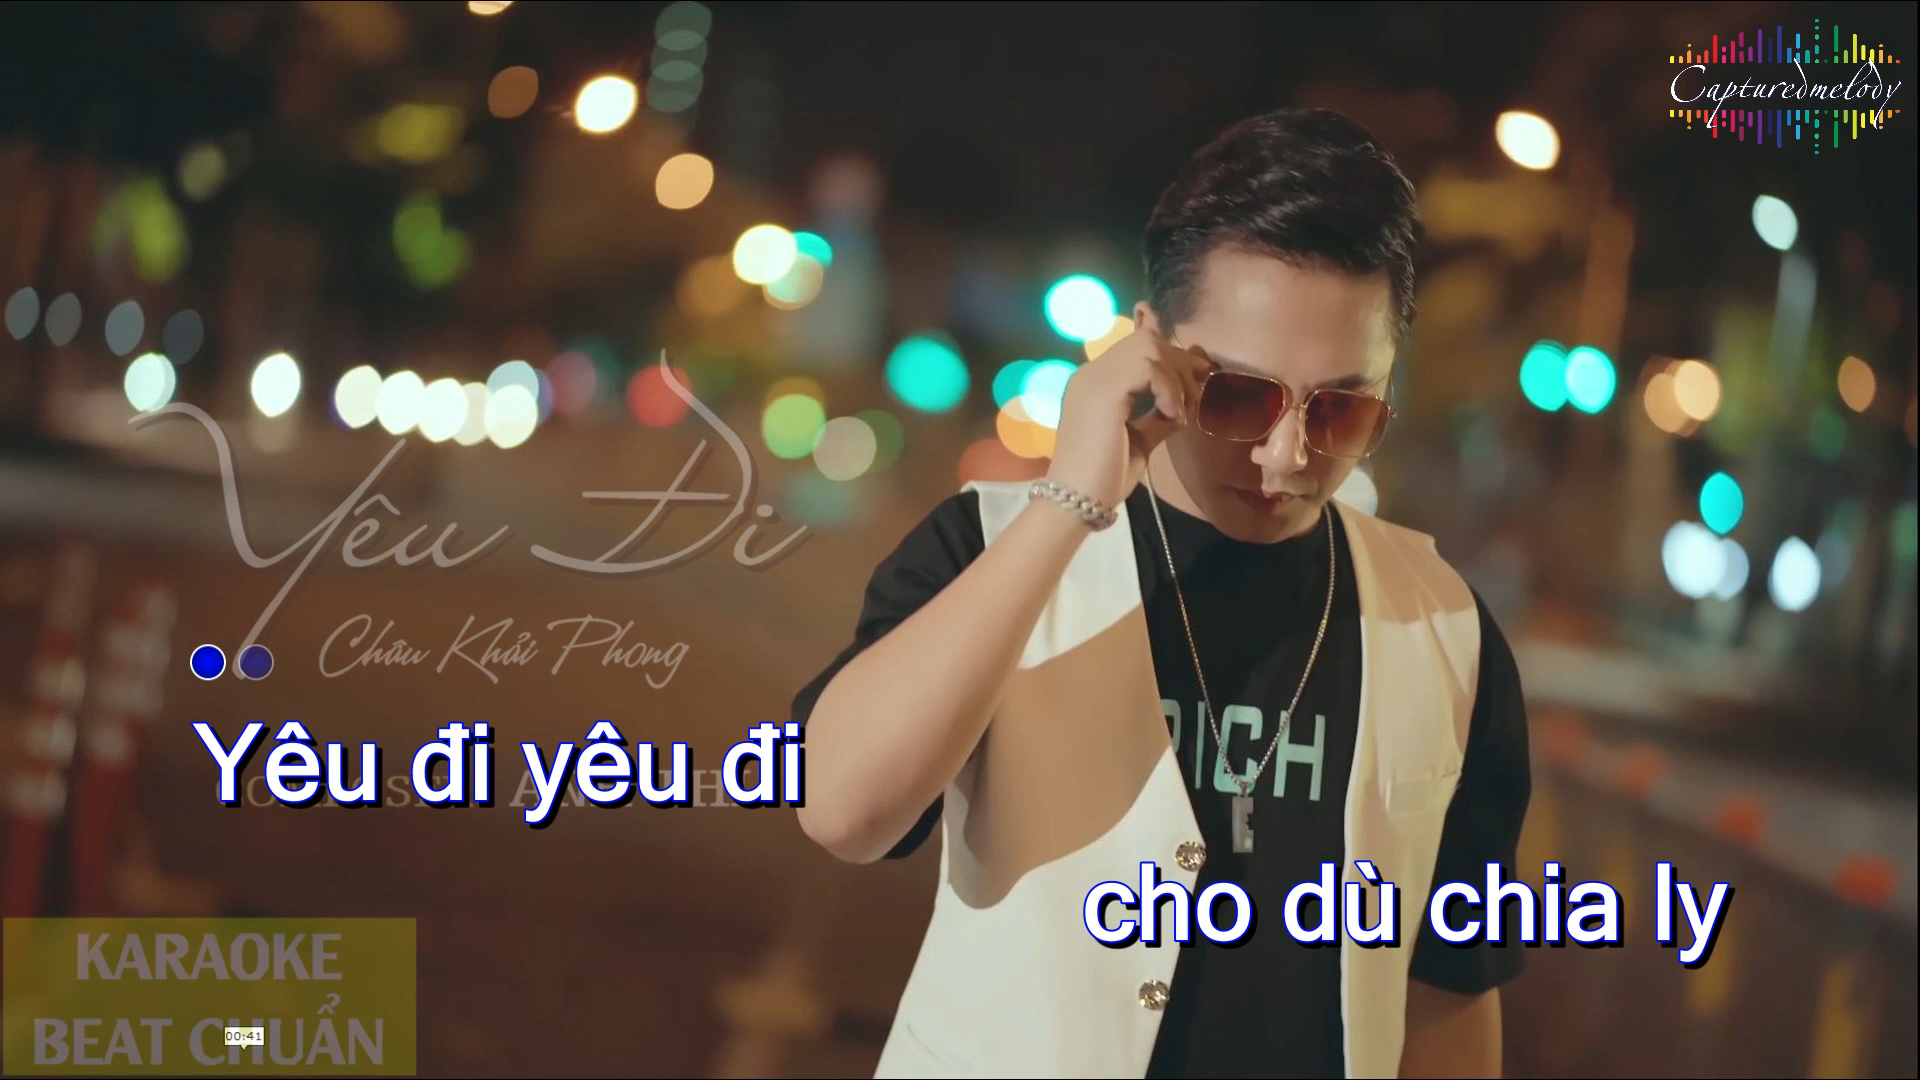 Capturedmelody
Yêu Đi
Châu Khải Phong
Yêu đi yêu đi
RICH
cho dù chia ly
KARAOKE
BEAT CHUẨN
00:41